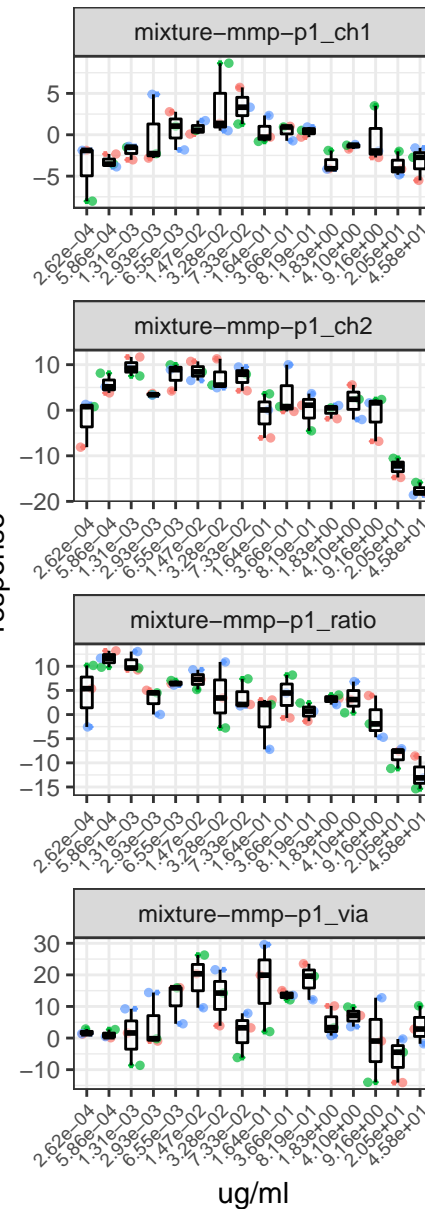 mixture−mmp−p1_ch1
5
0
−5
2.62e−04
5.86e−04
1.31e−03
2.93e−03
6.55e−03
1.47e−02
3.28e−02
7.33e−02
1.64e−01
3.66e−01
8.19e−01
1.83e+00
4.10e+00
9.16e+00
2.05e+01
4.58e+01
mixture−mmp−p1_ch2
10
0
−10
−20
2.62e−04
5.86e−04
1.31e−03
2.93e−03
6.55e−03
1.47e−02
3.28e−02
7.33e−02
1.64e−01
3.66e−01
8.19e−01
1.83e+00
4.10e+00
9.16e+00
2.05e+01
4.58e+01
mixture−mmp−p1_ratio
10
5
0
−5
−10
−15
2.62e−04
5.86e−04
1.31e−03
2.93e−03
6.55e−03
1.47e−02
3.28e−02
7.33e−02
1.64e−01
3.66e−01
8.19e−01
1.83e+00
4.10e+00
9.16e+00
2.05e+01
4.58e+01
mixture−mmp−p1_via
30
20
10
0
−10
2.62e−04
5.86e−04
1.31e−03
2.93e−03
6.55e−03
1.47e−02
3.28e−02
7.33e−02
1.64e−01
3.66e−01
8.19e−01
1.83e+00
4.10e+00
9.16e+00
2.05e+01
4.58e+01
ug/ml